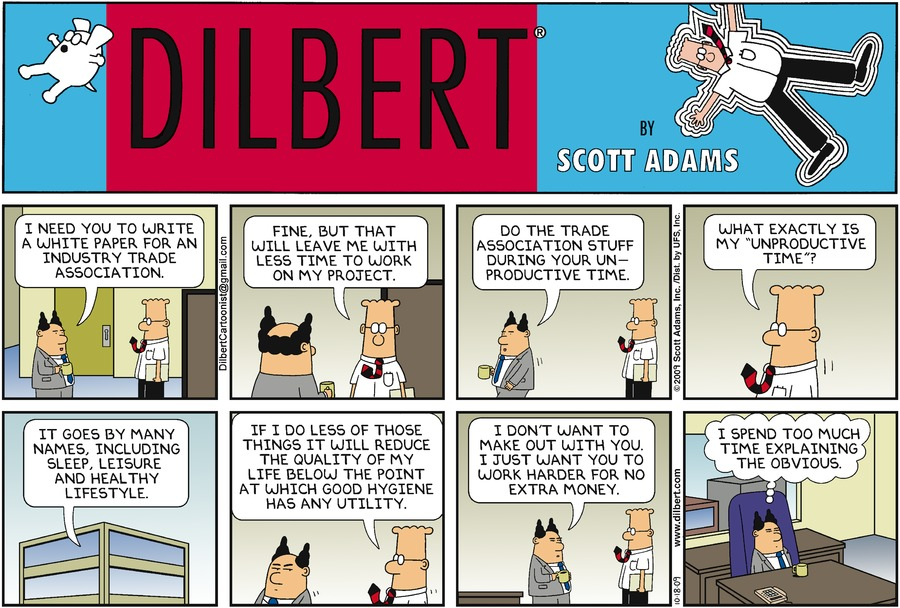 DILBERT®
BY
SCOTT ADAMS
I NEED YOU TO WRITE
A WHITE PAPER FOR AN
INDUSTRY TRADE
ASSOCIATION.
DilbertCartoonist@gmail.com
FINE, BUT THAT
WILL LEAVE ME WITH
LESS TIME TO WORK
ON MY PROJECT.
DO THE TRADE
ASSOCIATION STUFF
DURING YOUR UN-
PRODUCTIVE TIME.
©2009 Scott Adams, Inc./Dist. by UFS, Inc.
WHAT EXACTLY IS
MY "UNPRODUCTIVE
TIME"?
IT GOES BY MANY
NAMES, INCLUDING
SLEEP, LEISURE
AND HEALTHY
LIFESTYLE.
IF I DO LESS OF THOSE
THINGS IT WILL REDUCE
THE QUALITY OF MY
LIFE BELOW THE POINT
AT WHICH GOOD HYGIENE
HAS ANY UTILITY.
I DON'T WANT TO
MAKE OUT WITH YOU.
I JUST WANT YOU TO
WORK HARDER FOR NO
EXTRA MONEY.
10-18-09
www.dilbert.com
I SPEND TOO MUCH
TIME EXPLAINING
THE OBVIOUS.